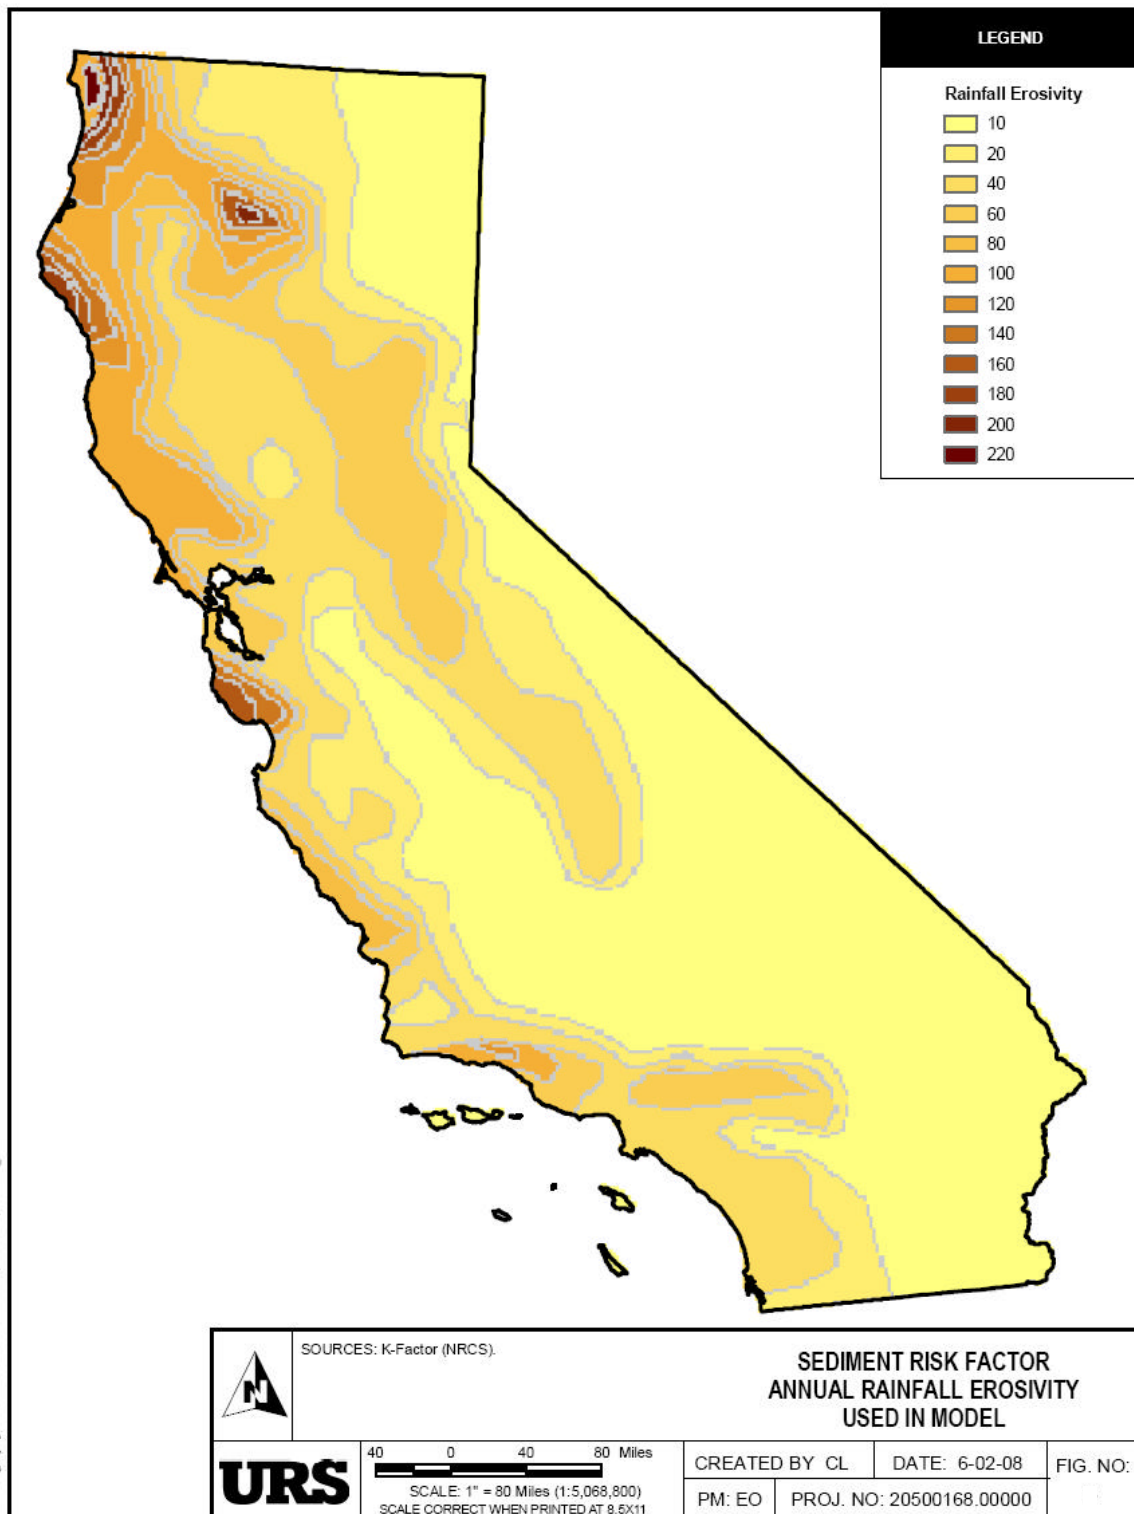 LEGEND
Rainfall Erosivity
10
20
40
60
80
100
120
140
160
180
200
220
N
SOURCES: K-Factor (NRCS).
SEDIMENT RISK FACTOR
ANNUAL RAINFALL EROSIVITY
USED IN MODEL
URS
40 0 40 80 Miles
SCALE: 1" = 80 Miles (1:5,068,800)
SCALE CORRECT WHEN PRINTED AT 8.5X11
CREATED BY CL
DATE: 6-02-08
FIG. NO:
PM: EO
PROJ. NO: 20500168.00000